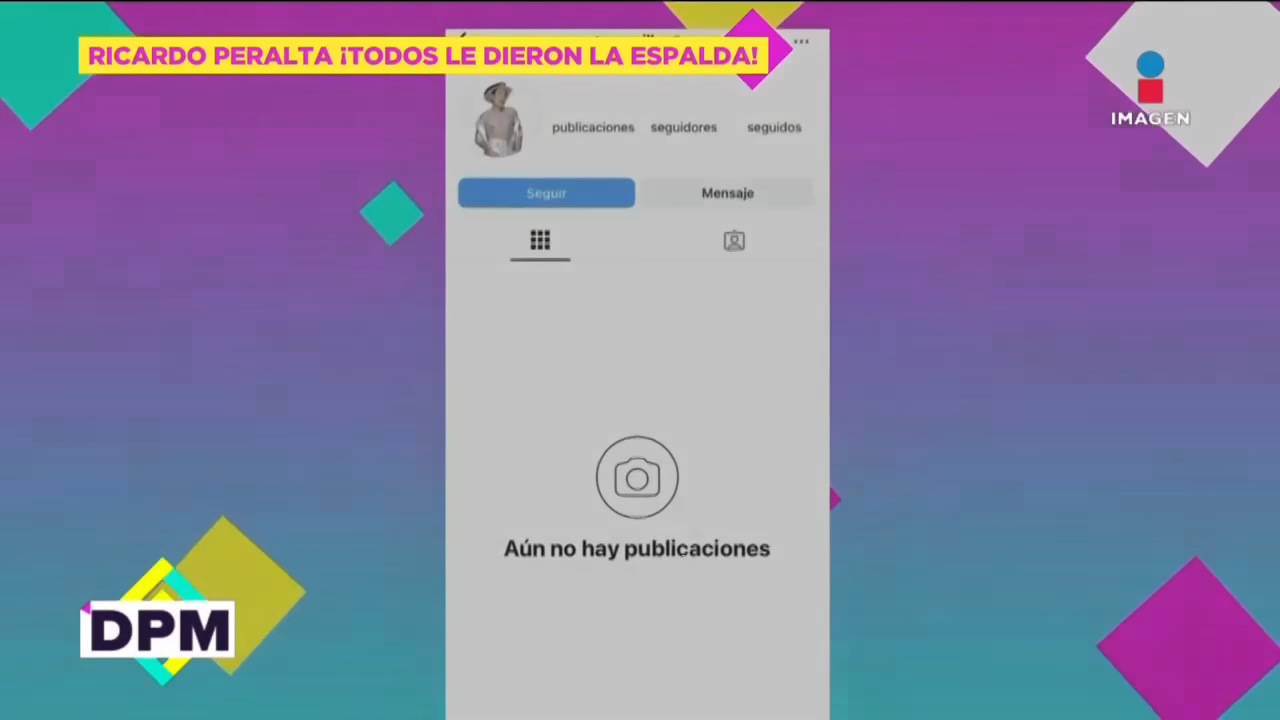 RICARDO PERALTA ¡TODOS LE DIERON LA ESPALDA!
IMAGEN
publicaciones seguidores seguidos
Seguir Mensaje
Aún no hay publicaciones
DPM